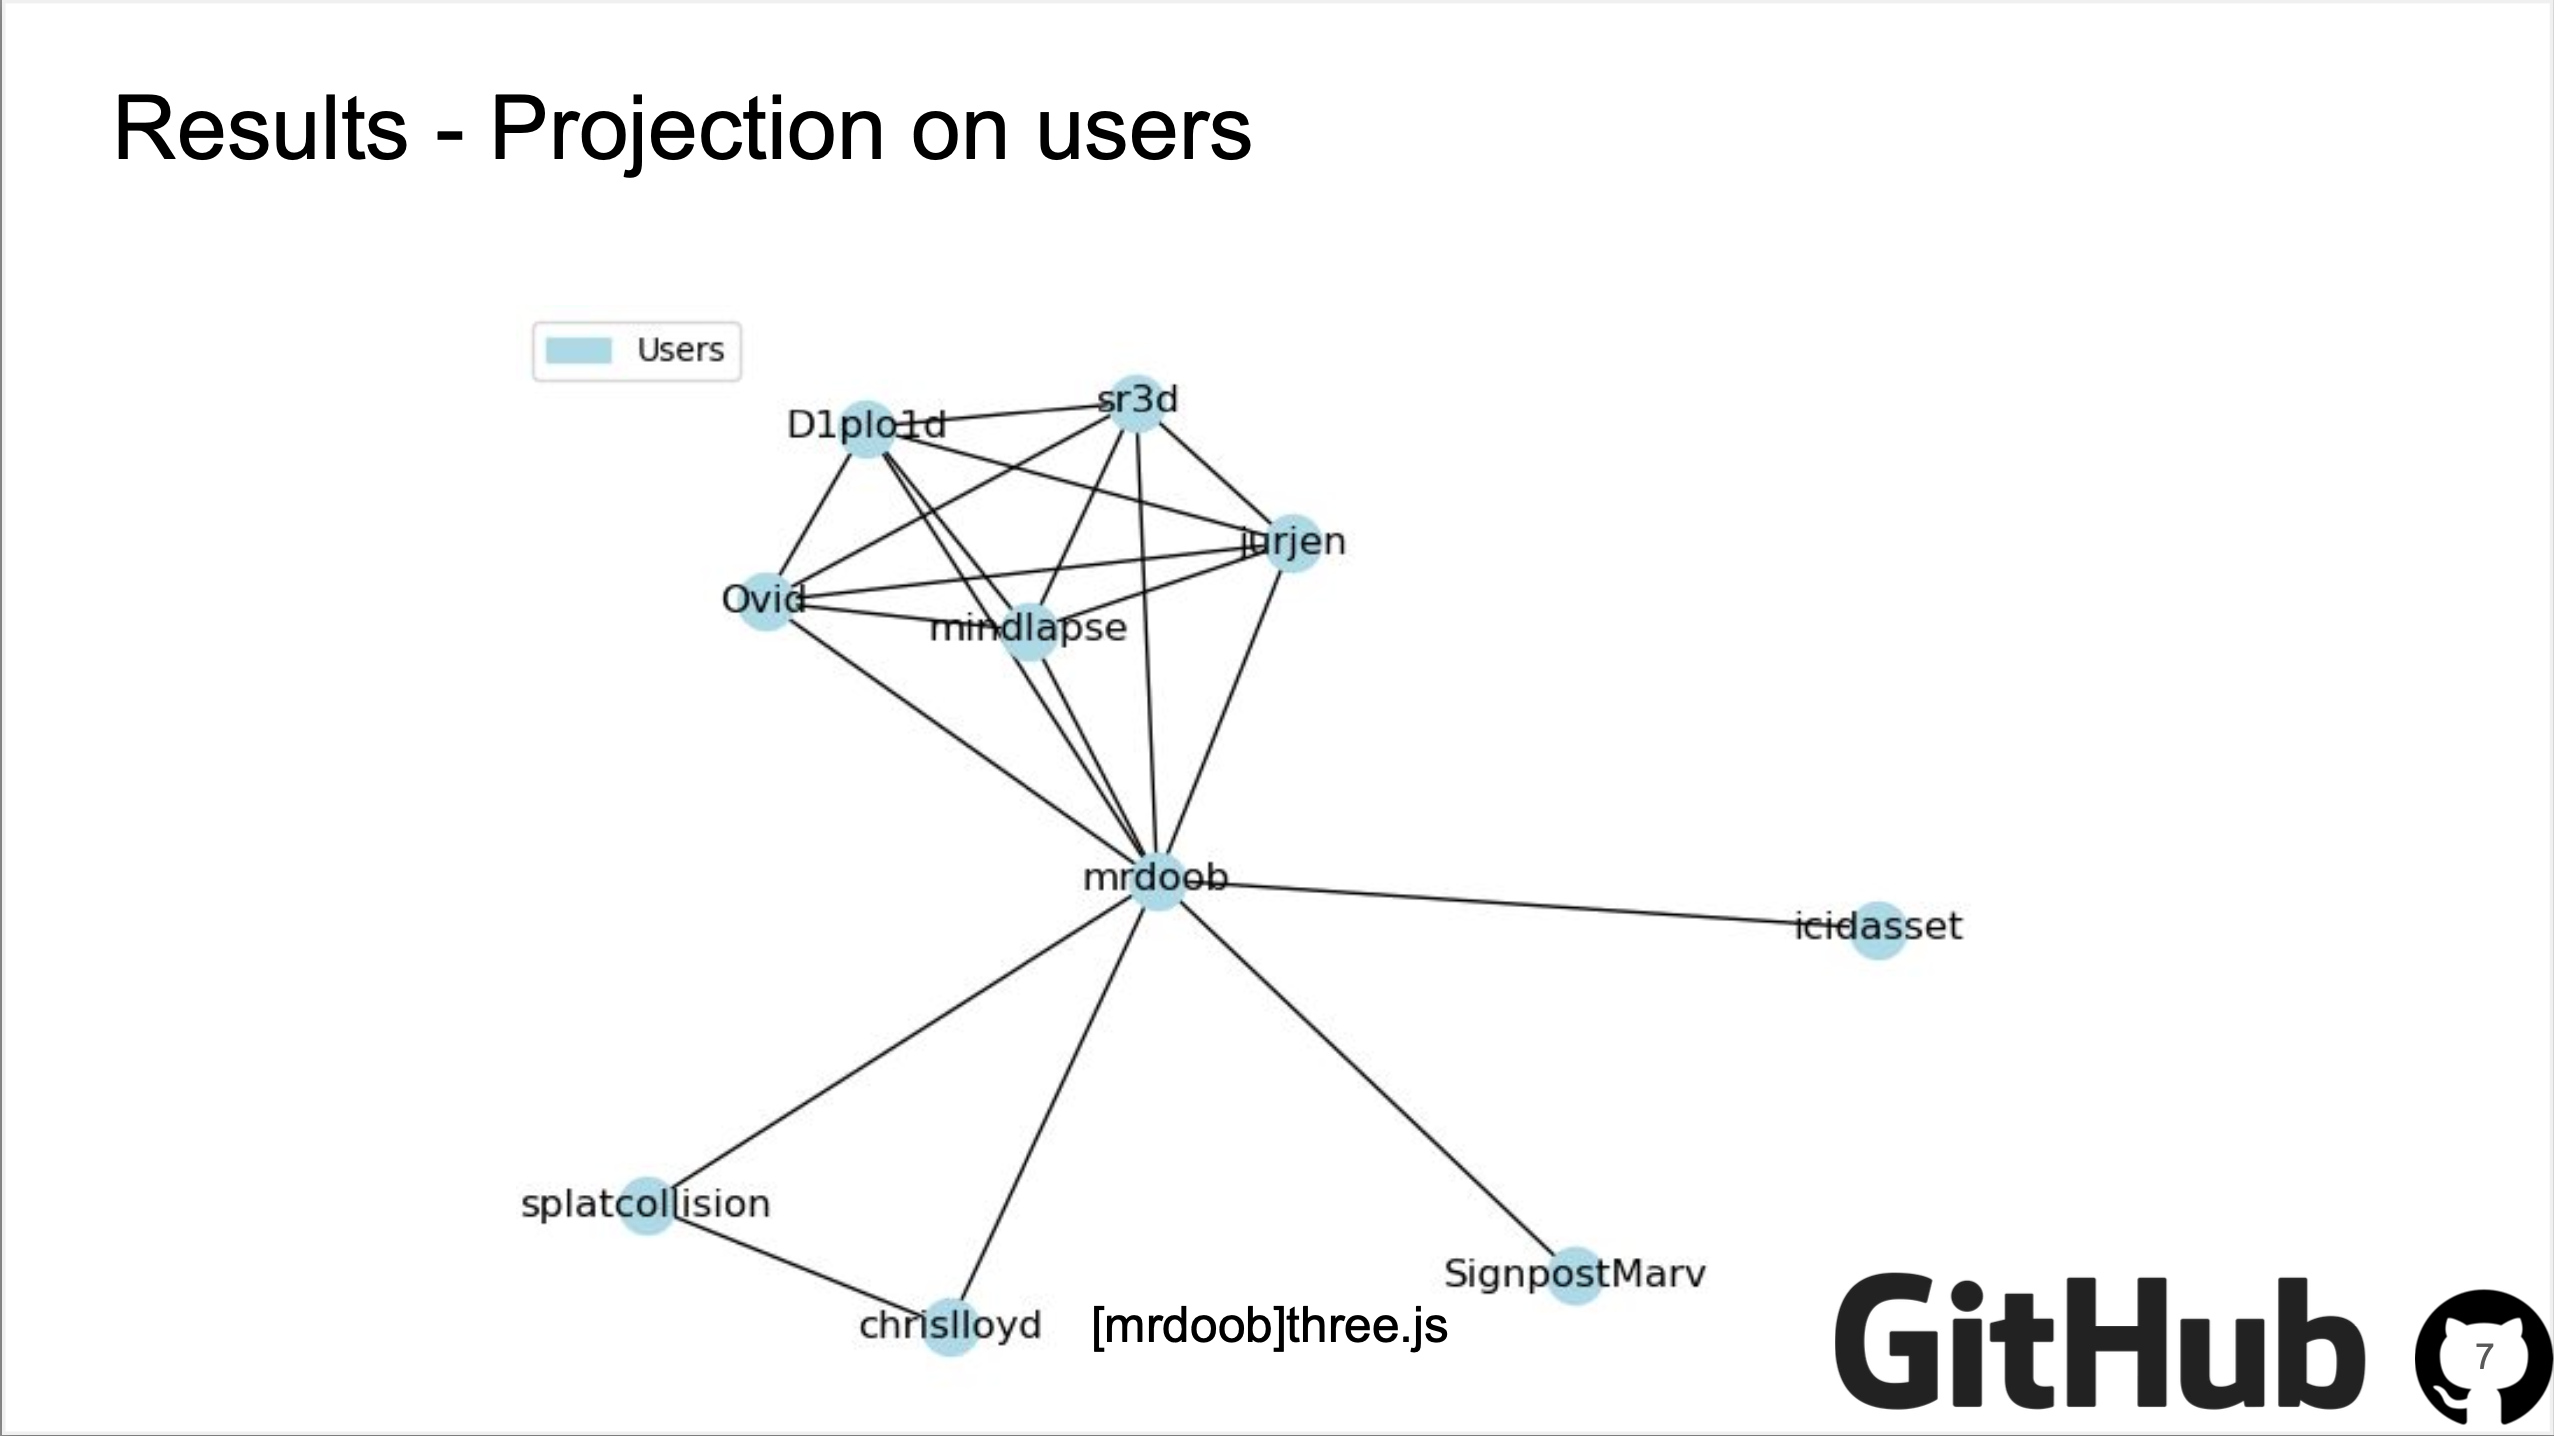 Results - Projection on users
Users
sr3d
D1plo1d
jurjen
Ovid
mindlapse
mrdoob
icidasset
splatcollision
SignpostMarv
chrislloyd
[mrdoob]three.js
GitHub
7